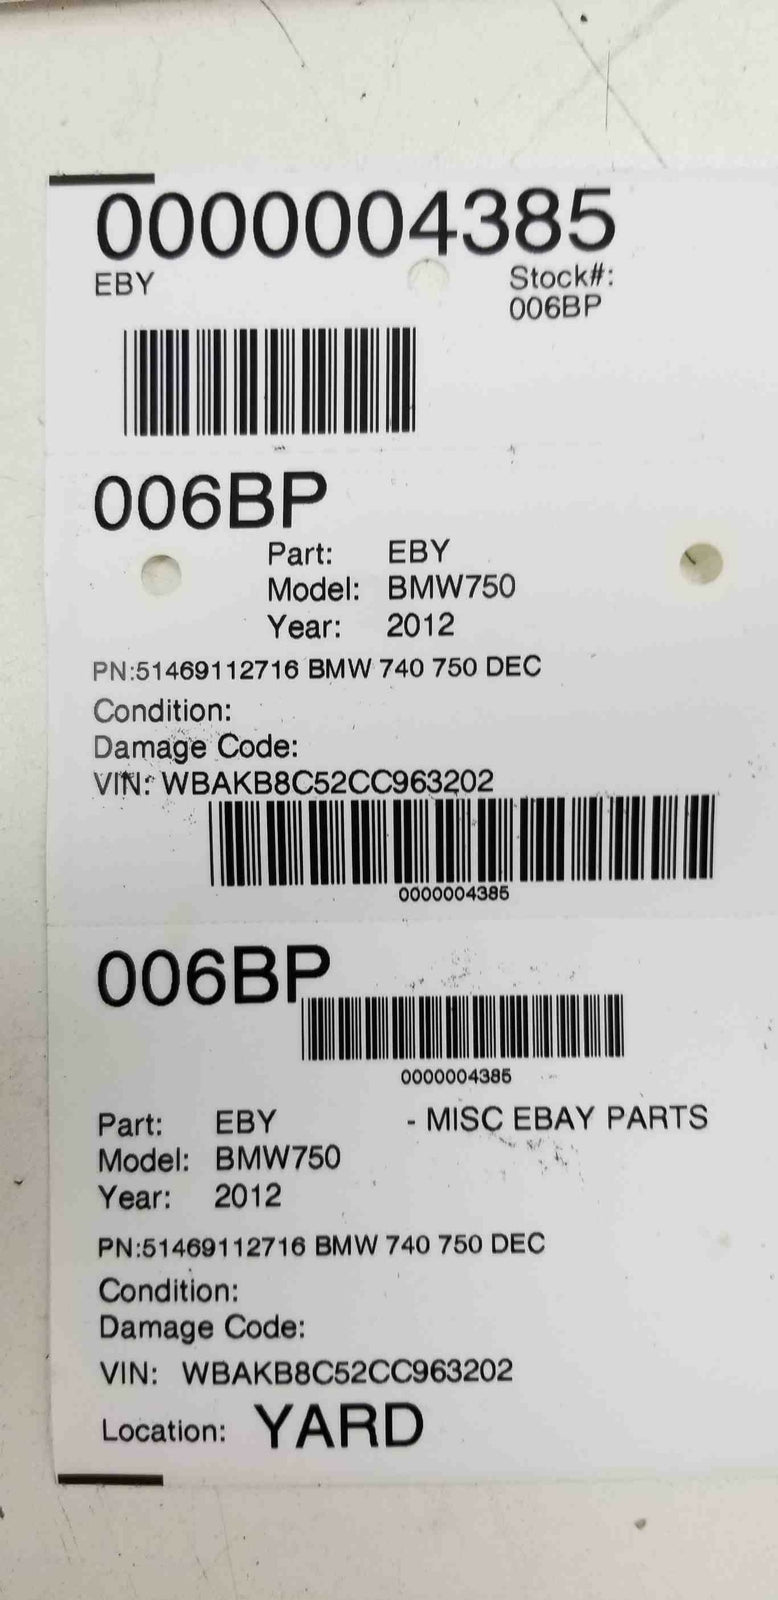 0000004385
EBY Stock#:
006BP
006BP
Part: EBY
Model: BMW750
Year: 2012
PN:51469112716 BMW 740 750 DEC
Condition:
Damage Code:
VIN: WBAKB8C52CC963202
0000004385
006BP
0000004385
Part: EBY - MISC EBAY PARTS
Model: BMW750
Year: 2012
PN:51469112716 BMW 740 750 DEC
Condition:
Damage Code:
VIN: WBAKB8C52CC963202
Location: YARD